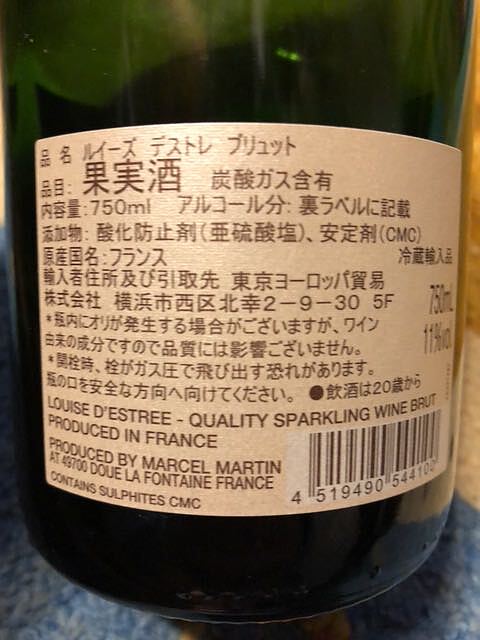 品 名 ルイーズ デストレ ブリュット
品目: 果実酒 炭酸ガス含有
内容量:750ml アルコール分: 裏ラベルに記載
添加物: 酸化防止剤(亜硫酸塩)、安定剤(CMC)
原産国名:フランス 冷蔵輸入品
輸入者住所及び引取先 東京ヨーロッパ貿易
株式会社 横浜市西区北幸2-9-30 5F
750mL
11%vol.
*瓶内にオリが発生する場合がございますが、ワイン
由来の成分ですので品質には影響ございません。
*開栓時、栓がガス圧で飛び出す恐れがあります。
瓶の口を安全な方向へ向けてください。 ●飲酒は20歳から
LOUISE D'ESTREE - QUALITY SPARKLING WINE BRUT
PRODUCED IN FRANCE
PRODUCED BY MARCEL MARTIN
AT 49700 DOUE LA FONTAINE FRANCE
CONTAINS SULPHITES CMC
4 519490 544100